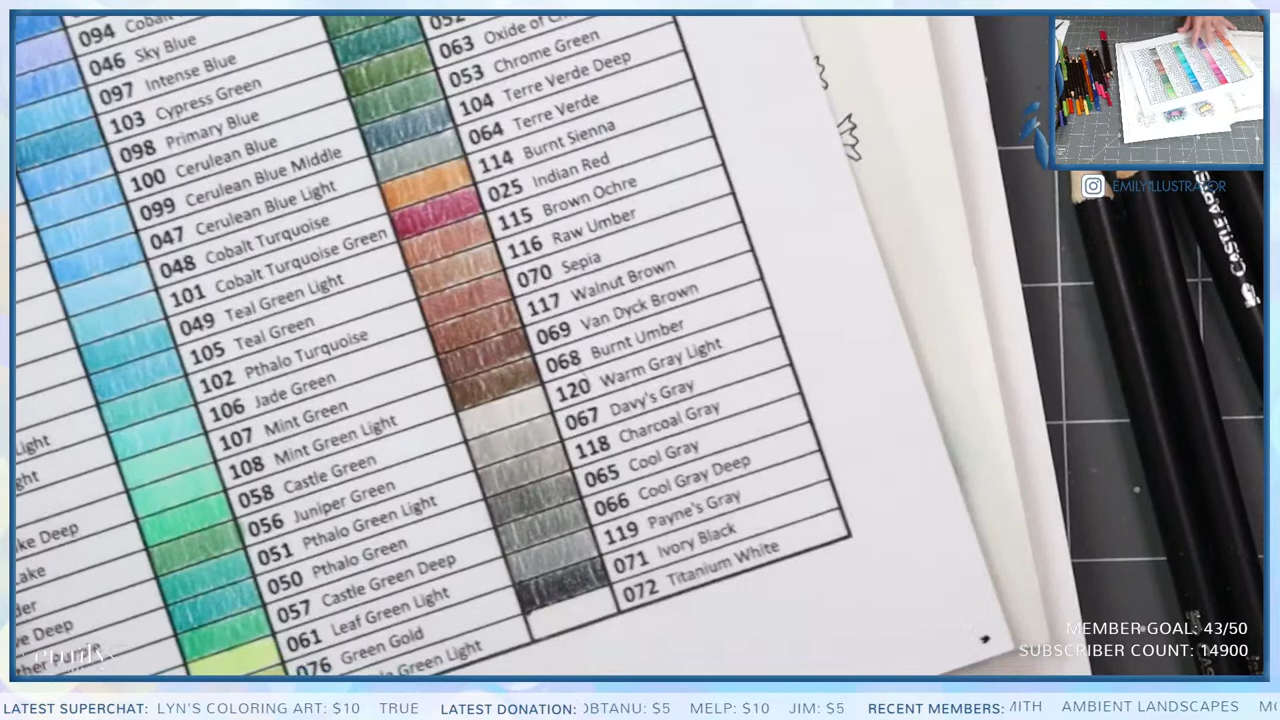 094 Cobalt
046 Sky Blue
097 Intense Blue
103 Cypress Green
098 Primary Blue
100 Cerulean Blue
099 Cerulean Blue Middle
047 Cerulean Blue Light
048 Cobalt Turquoise
101 Cobalt Turquoise Green
049 Teal Green Light
105 Teal Green
102 Pthalo Turquoise
106 Jade Green
107 Mint Green
108 Mint Green Light
058 Castle Green
056 Juniper Green
051 Pthalo Green Light
050 Pthalo Green
057 Castle Green Deep
061 Leaf Green Light
076 Green Gold
Green Light
052
063 Oxide of
053 Chrome Green
104 Terre Verde Deep
064 Terre Verde
114 Burnt Sienna
025 Indian Red
115 Brown Ochre
116 Raw Umber
070 Sepia
117 Walnut Brown
069 Van Dyck Brown
068 Burnt Umber
120 Warm Gray Light
067 Davy's Gray
118 Charcoal Gray
065 Cool Gray
066 Cool Gray Deep
119 Payne's Gray
071 Ivory Black
072 Titanium White
Light
Deep
Deep
EMILYILLUSTRATOR
CASTLE
MEMBER GOAL: 43/50
SUBSCRIBER COUNT: 14900
LATEST SUPERCHAT: LYN'S COLORING ART: $10 TRUE LATEST DONATION: OBTANU: $5 MELP: $10 JIM: $5 RECENT MEMBERS: AMBIENT LANDSCAPES